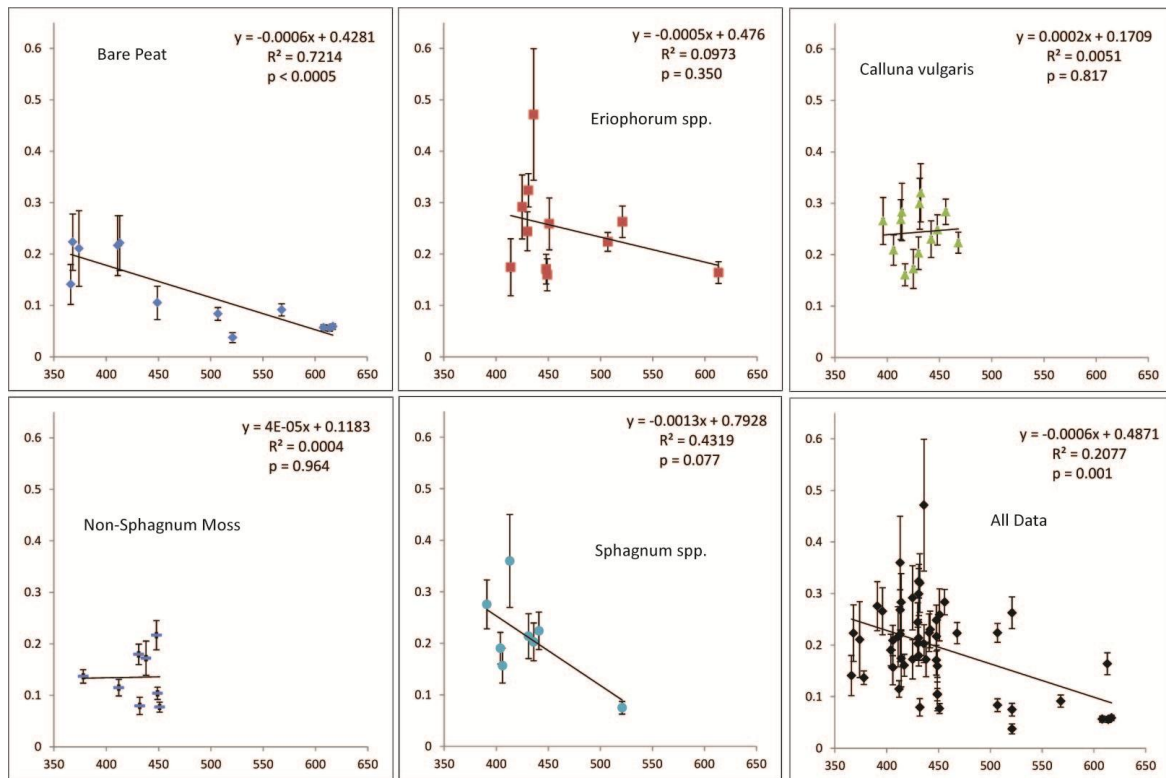 Bare Peat
y = -0.0006x + 0.4281
R² = 0.7214
p < 0.0005
0.6
0.5
0.4
0.3
0.2
0.1
0
350 400 450 500 550 600 650
y = -0.0005x + 0.476
R² = 0.0973
p = 0.350
Eriophorum spp.
0.6
0.5
0.4
0.3
0.2
0.1
0
350 400 450 500 550 600 650
y = 0.0002x + 0.1709
R² = 0.0051
p = 0.817
Calluna vulgaris
0.6
0.5
0.4
0.3
0.2
0.1
0
350 400 450 500 550 600 650
y = 4E-05x + 0.1183
R² = 0.0004
p = 0.964
Non-Sphagnum Moss
0.6
0.5
0.4
0.3
0.2
0.1
0
350 400 450 500 550 600 650
y = -0.0013x + 0.7928
R² = 0.4319
p = 0.077
Sphagnum spp.
0.6
0.5
0.4
0.3
0.2
0.1
0
350 400 450 500 550 600 650
y = -0.0006x + 0.4871
R² = 0.2077
p = 0.001
All Data
0.6
0.5
0.4
0.3
0.2
0.1
0
350 400 450 500 550 600 650